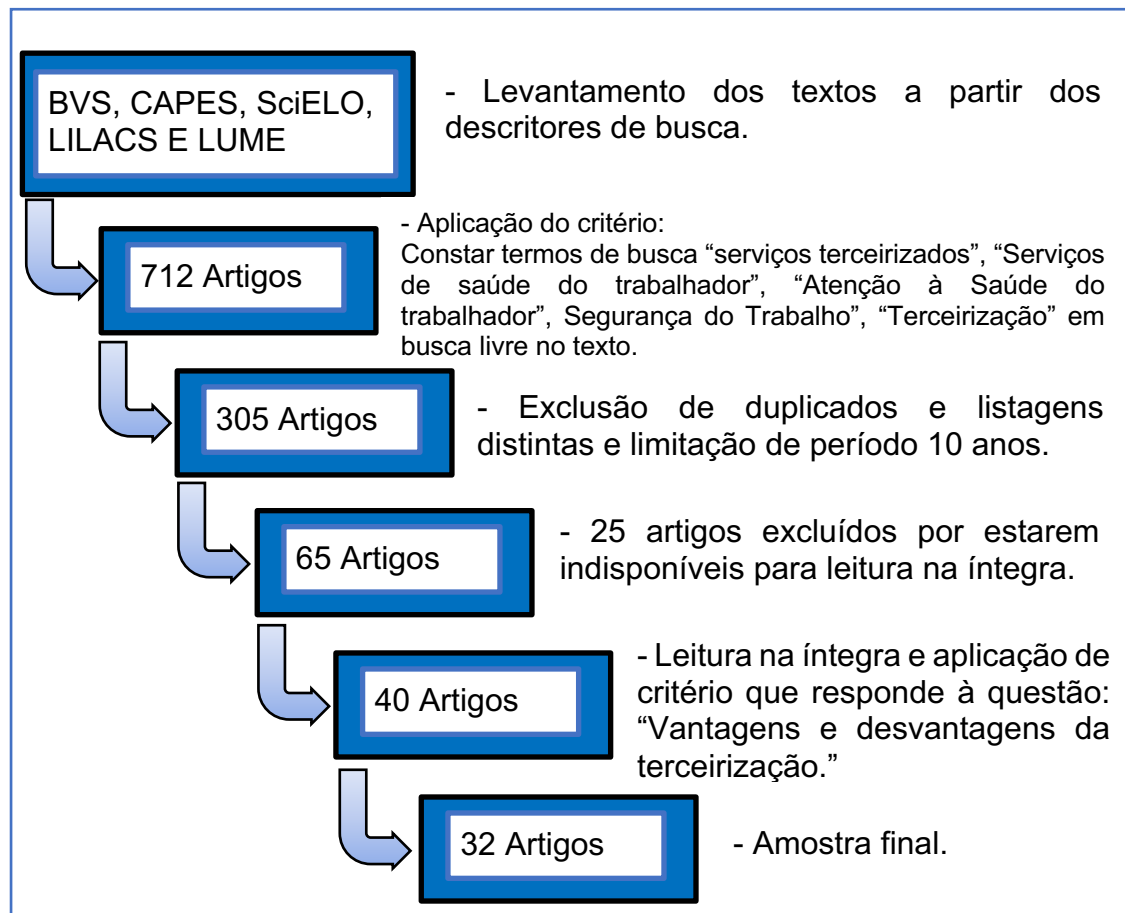 BVS, CAPES, SciELO,
LILACS E LUME
- Levantamento dos textos a partir dos
descritores de busca.
712 Artigos
- Aplicação do critério:
Constar termos de busca “serviços terceirizados”, “Serviços
de saúde do trabalhador”, “Atenção à Saúde do
trabalhador”, Segurança do Trabalho”, “Terceirização” em
busca livre no texto.
305 Artigos
- Exclusão de duplicados e listagens
distintas e limitação de período 10 anos.
65 Artigos
- 25 artigos excluídos por estarem
indisponíveis para leitura na íntegra.
40 Artigos
- Leitura na íntegra e aplicação de
critério que responde à questão:
“Vantagens e desvantagens da
terceirização.”
32 Artigos
- Amostra final.